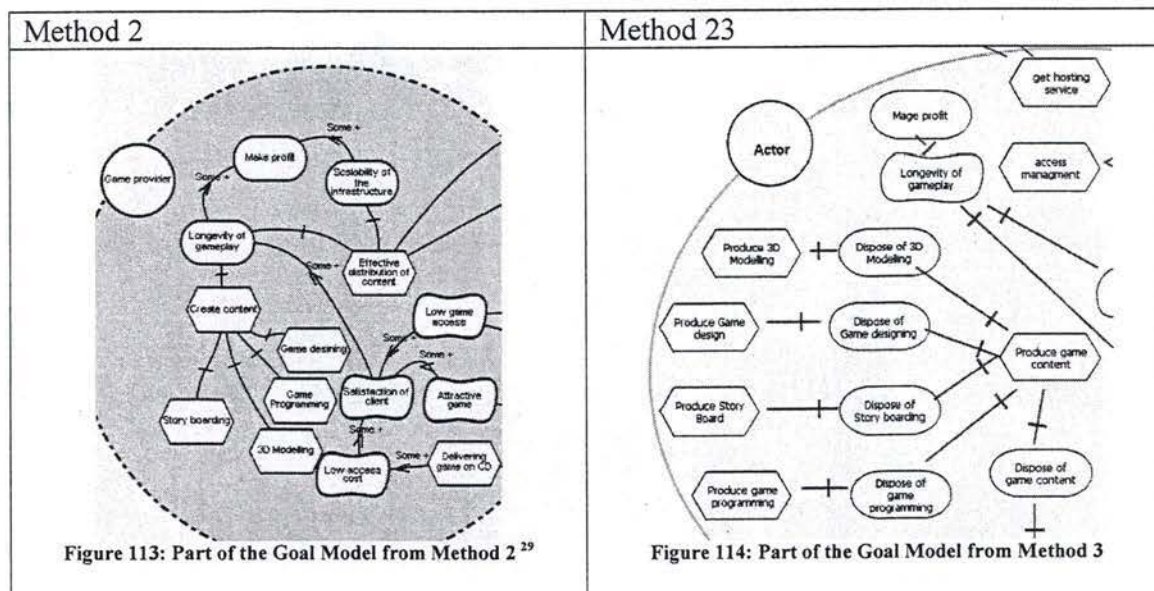 Method 2
Method 23
Game provider
Make profit
Some +
Scalability of
the
infrastructure
Some +
Longevity of
gameplay
Some +
Effective
distribution of
content
Create content
Low game
access
Game desining
Some +
Some +
Game
Programming
Satisfaction of
client
Attractive
game
Story boarding
3D Modelling
Some +
Low access
cost
Some +
Delivering
game on CD
Figure 113: Part of the Goal Model from Method 2 29
get hosting
service
Mage profit
Actor
Longevity of
gameplay
access
managment
Produce 3D
Modelling
Dispose of 3D
Modelling
Produce Game
design
Dispose of
Game designing
Produce game
content
Produce Story
Board
Dispose of
Story boarding
Produce game
programming
Dispose of
game
programming
Dispose of
game content
Figure 114: Part of the Goal Model from Method 3